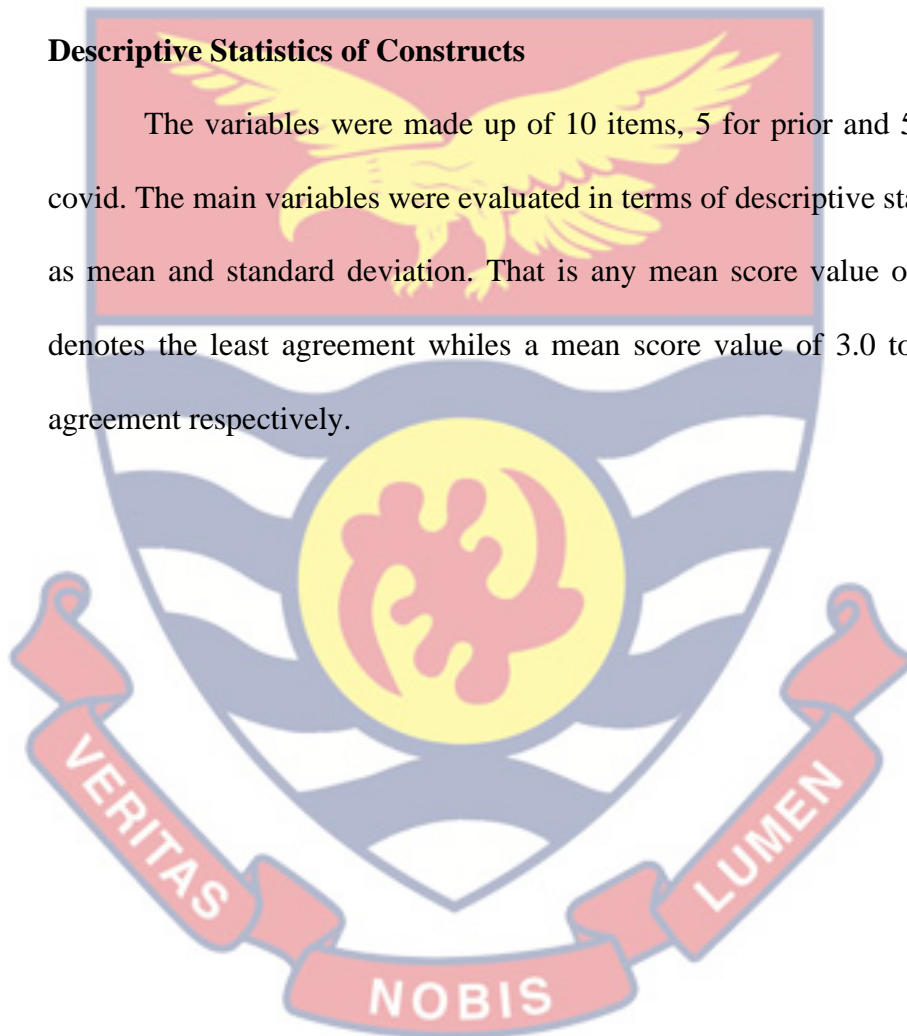 Descriptive Statistics of Constructs
The variables were made up of 10 items, 5 for prior and 5
covid. The main variables were evaluated in terms of descriptive sta
as mean and standard deviation. That is any mean score value o
denotes the least agreement whiles a mean score value of 3.0 to
agreement respectively.
VERITAS
NOBIS
LUMEN